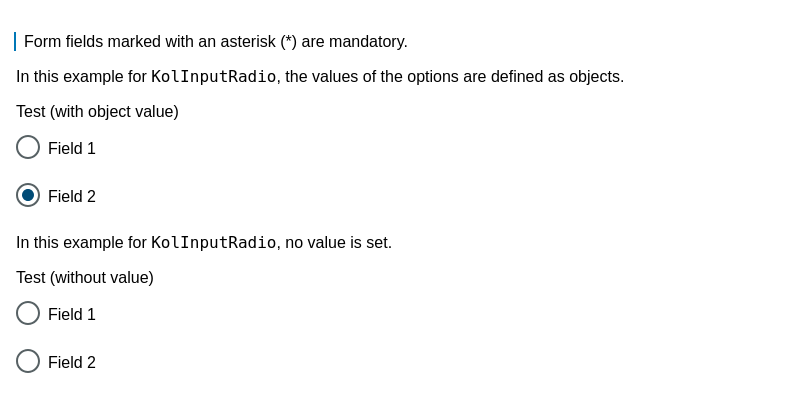 Form fields marked with an asterisk (*) are mandatory.
In this example for KolInputRadio, the values of the options are defined as objects.
Test (with object value)
Field 1
Field 2
In this example for KolInputRadio, no value is set.
Test (without value)
Field 1
Field 2